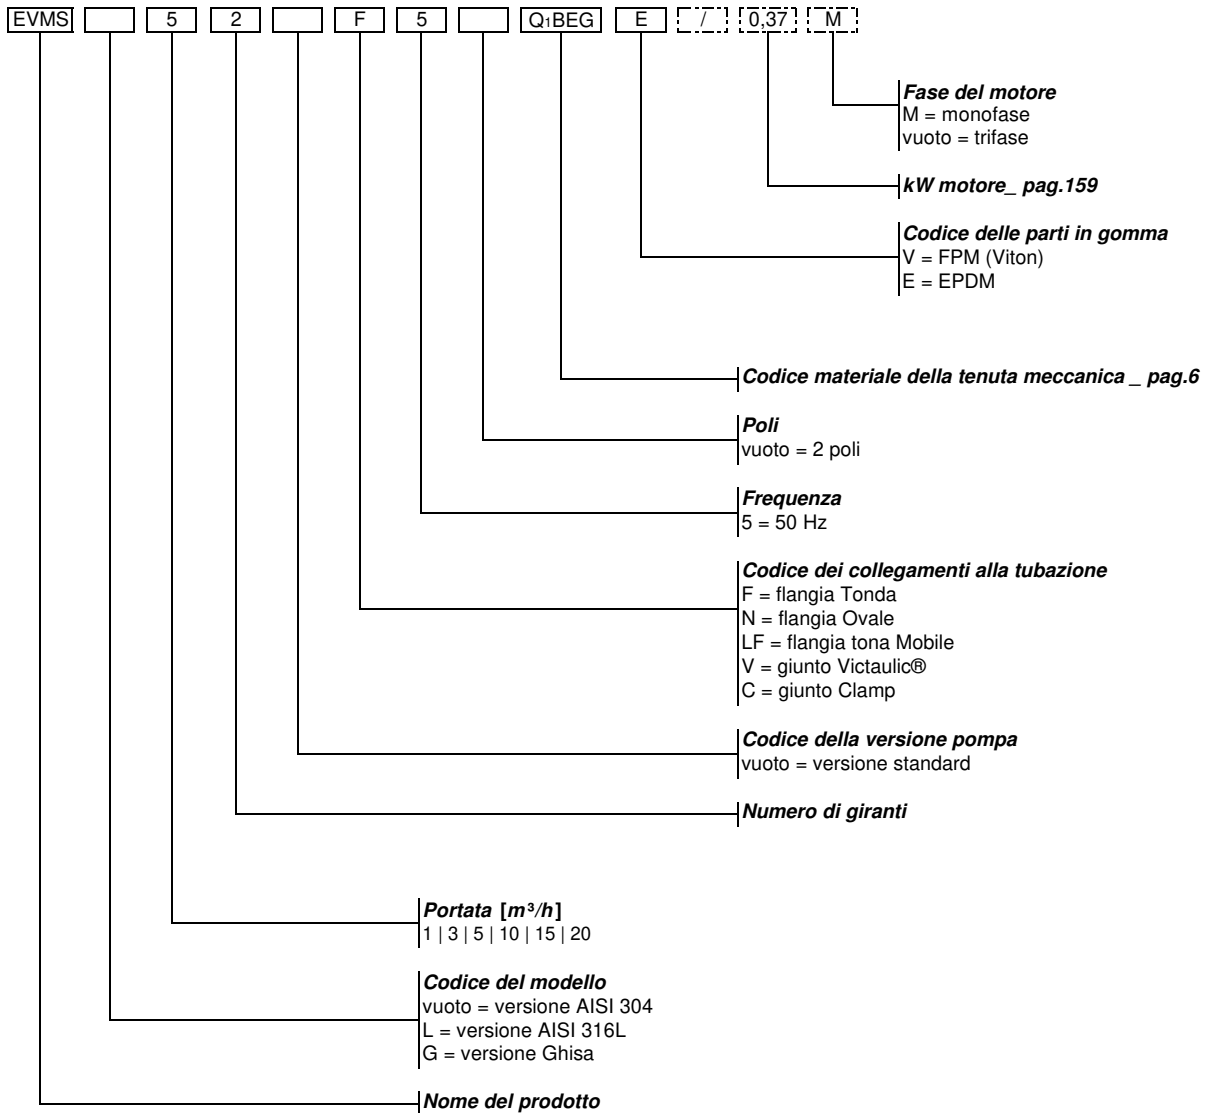 EVMS 5 2 F 5 Q1BEG E / 0,37 M
Fase del motore
M = monofase
vuoto = trifase
kW motore_ pag.159
Codice delle parti in gomma
V = FPM (Viton)
E = EPDM
Codice materiale della tenuta meccanica _ pag.6
Poli
vuoto = 2 poli
Frequenza
5 = 50 Hz
Codice dei collegamenti alla tubazione
F = flangia Tonda
N = flangia Ovale
LF = flangia tona Mobile
V = giunto Victaulic®
C = giunto Clamp
Codice della versione pompa
vuoto = versione standard
Numero di giranti
Portata [m³/h]
1 | 3 | 5 | 10 | 15 | 20
Codice del modello
vuoto = versione AISI 304
L = versione AISI 316L
G = versione Ghisa
Nome del prodotto